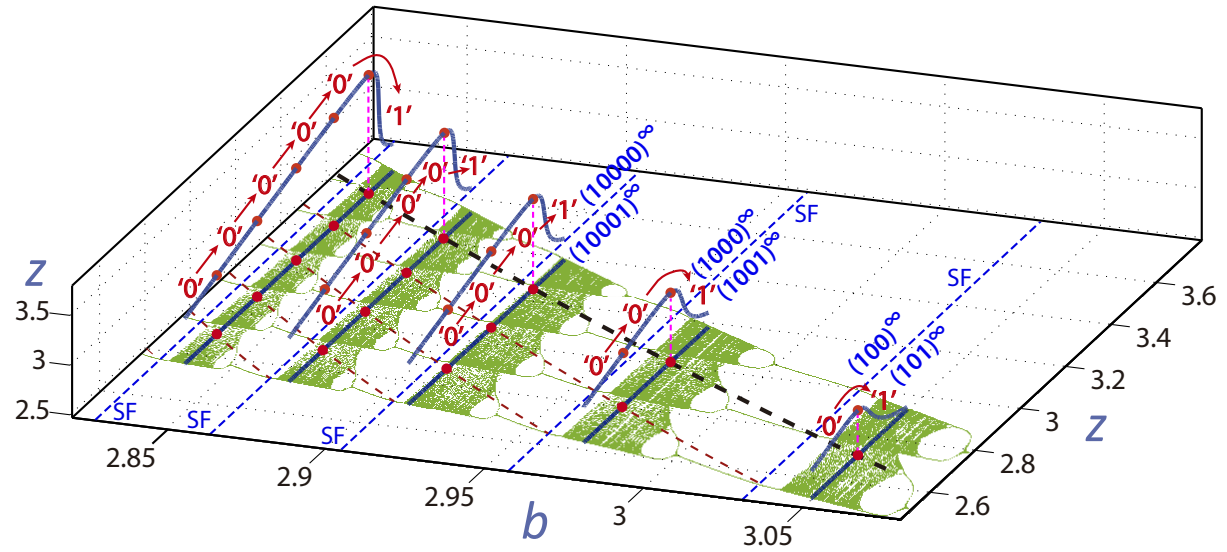 '0' '0' '0' '0' '0' '1'
'0' '0' '0' '0' '1'
'0' '0' '0' '1'
'0' '0' '1'
'0' '1'
(10000)∞
(10001)∞
(1000)∞
(1001)∞
(100)∞
(101)∞
SF
SF
SF
SF
SF
z
3.5
3
2.5
2.85
2.9
2.95
3
3.05
b
2.6
2.8
3
3.2
3.4
3.6
z